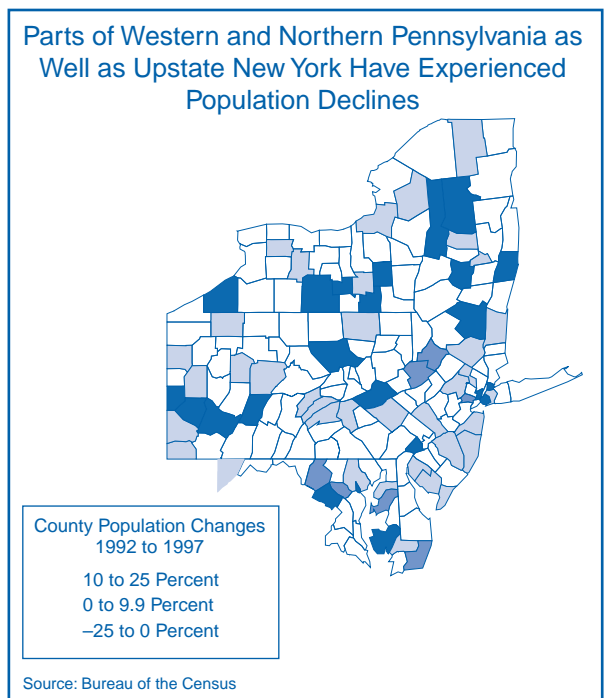 Parts of Western and Northern Pennsylvania as
Well as Upstate New York Have Experienced
Population Declines
County Population Changes
1992 to 1997
10 to 25 Percent
0 to 9.9 Percent
–25 to 0 Percent
Source: Bureau of the Census